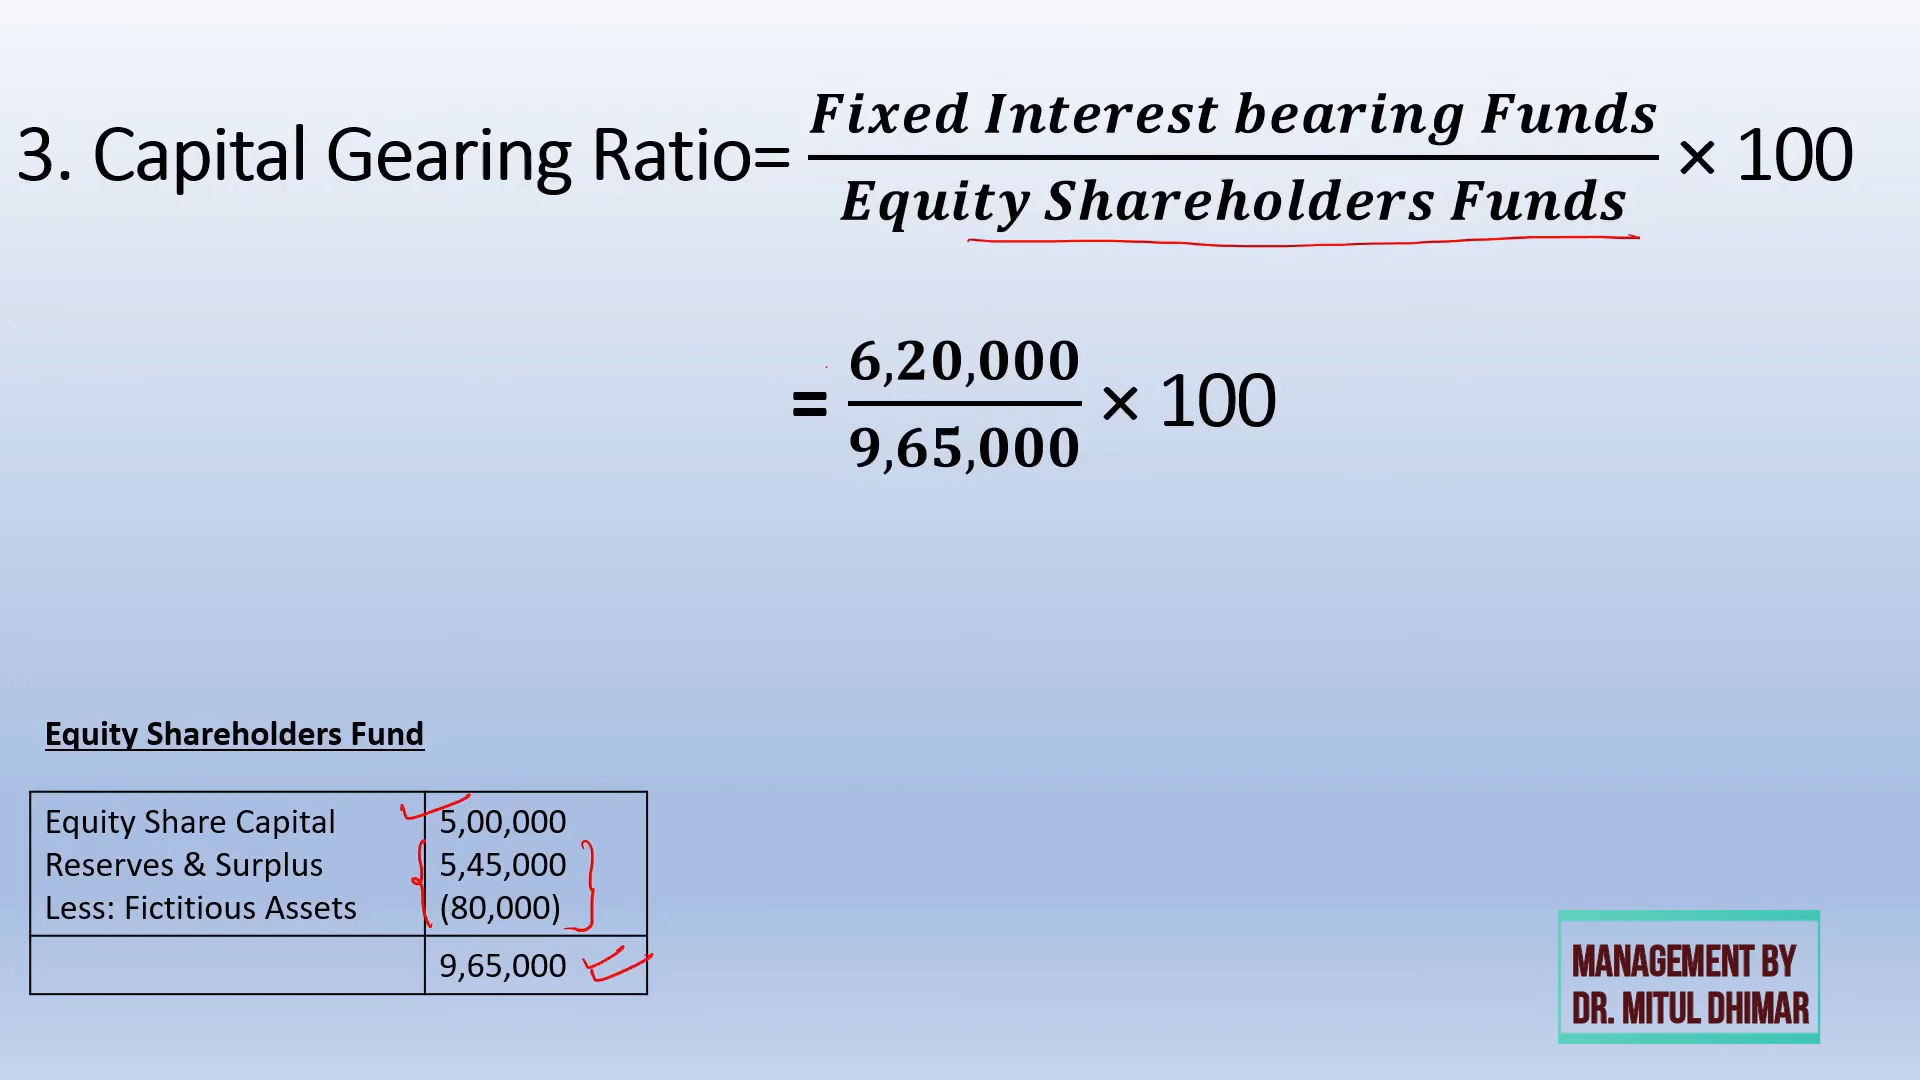 3. Capital Gearing Ratio= Fixed Interest bearing Funds / Equity Shareholders Funds × 100
= 6,20,000 / 9,65,000 × 100
Equity Shareholders Fund
Equity Share Capital 5,00,000
Reserves & Surplus 5,45,000
Less: Fictitious Assets (80,000)
9,65,000
MANAGEMENT BY
DR. MITUL DHIMAR